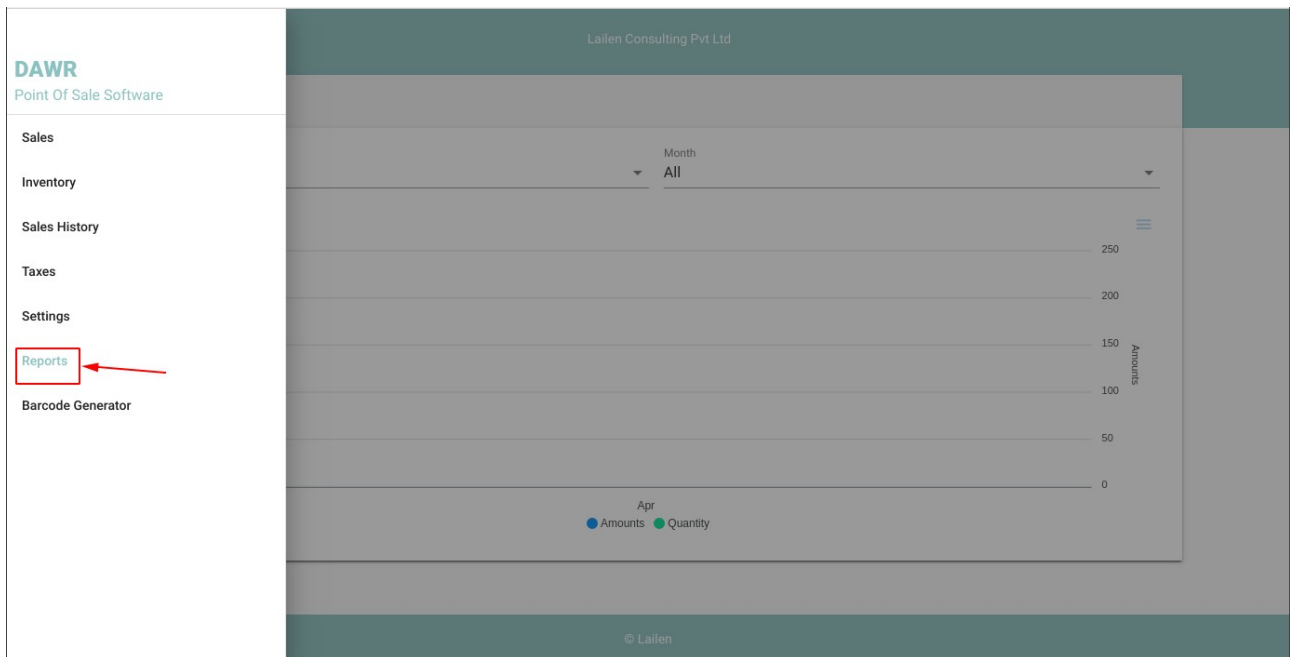 Lailen Consulting Pvt Ltd
DAWR
Point Of Sale Software
Sales
Inventory
Sales History
Taxes
Settings
Reports
Barcode Generator
Month
All
250
200
150
100
50
0
Amounts
Apr
Amounts Quantity
© Lailen